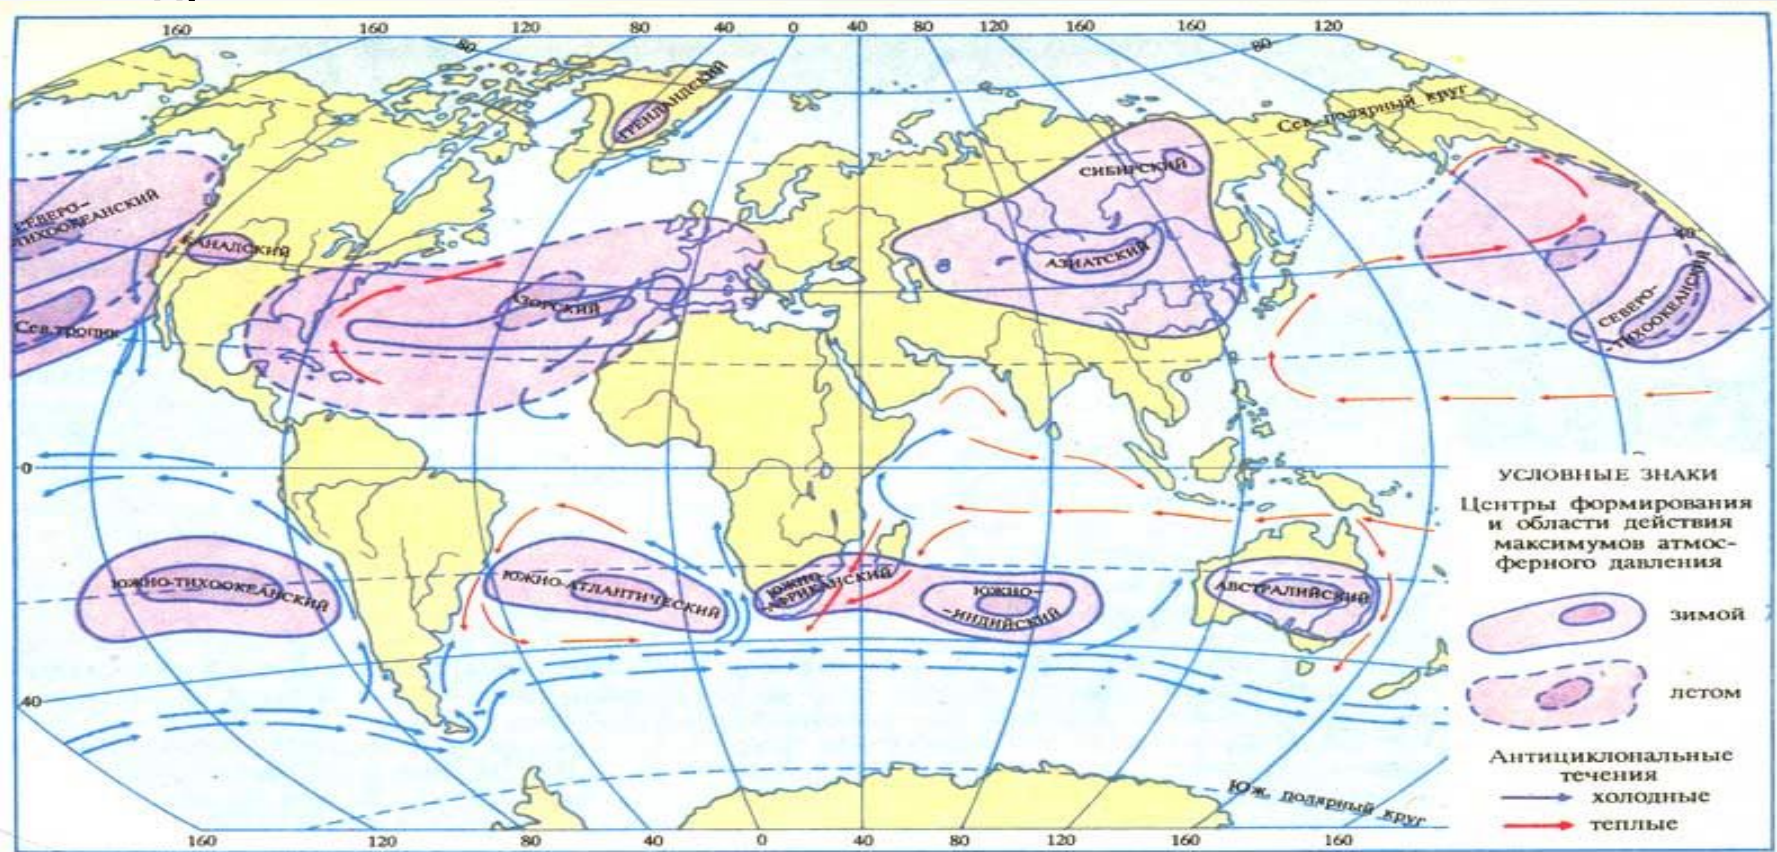 160 160 120 80 40 0 40 80 120 160 160 120
80 80
ГРЕНЛАНДСКИЙ
Сев. полярный круг
СИБИРСКИЙ
ТИХООКЕАНСКИЙ
АЗИАТСКИЙ
40
АЗОРСКИЙ
СЕВЕРО-
-ТИХООКЕАНСКИЙ
Сев.тропик
0
ЮЖНО-ТИХООКЕАНСКИЙ
ЮЖНО-АТЛАНТИЧЕСКИЙ
ЮЖНО-
АФРИКАНСКИЙ
ЮЖНО-
-ИНДИЙСКИЙ
АВСТРАЛИЙСКИЙ
40
Юж. полярный круг
160 120 80 40 0 40 80 120 160 160
УСЛОВНЫЕ ЗНАКИ
Центры формирования
и области действия
максимумов атмос-
ферного давления
зимой
летом
Антициклональные
течения
холодные
теплые